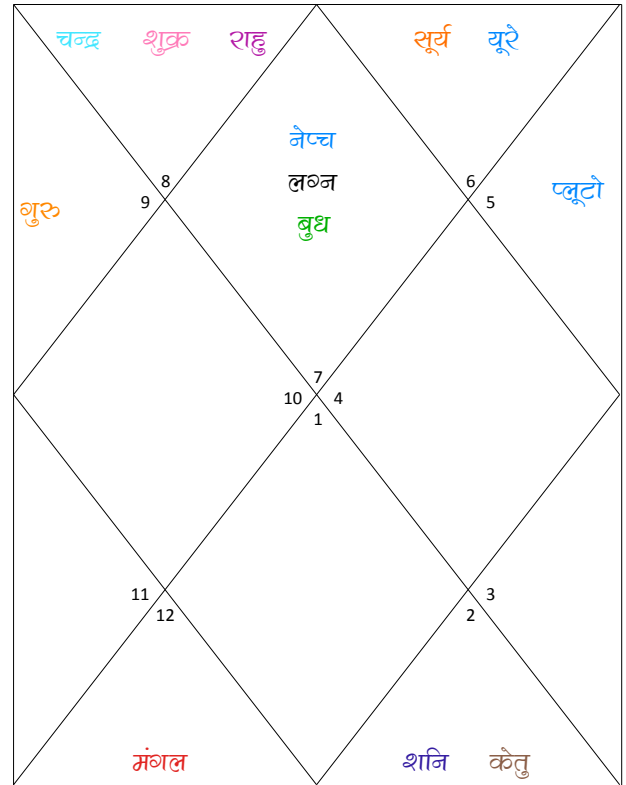 चन्द्र शुक्र राहु सूर्य यूरे
नेप्च
लग्न
बुध
8 6
9 5
गुरु प्लूटो
7
10 4
1
11 3
12 2
मंगल शनि केतु